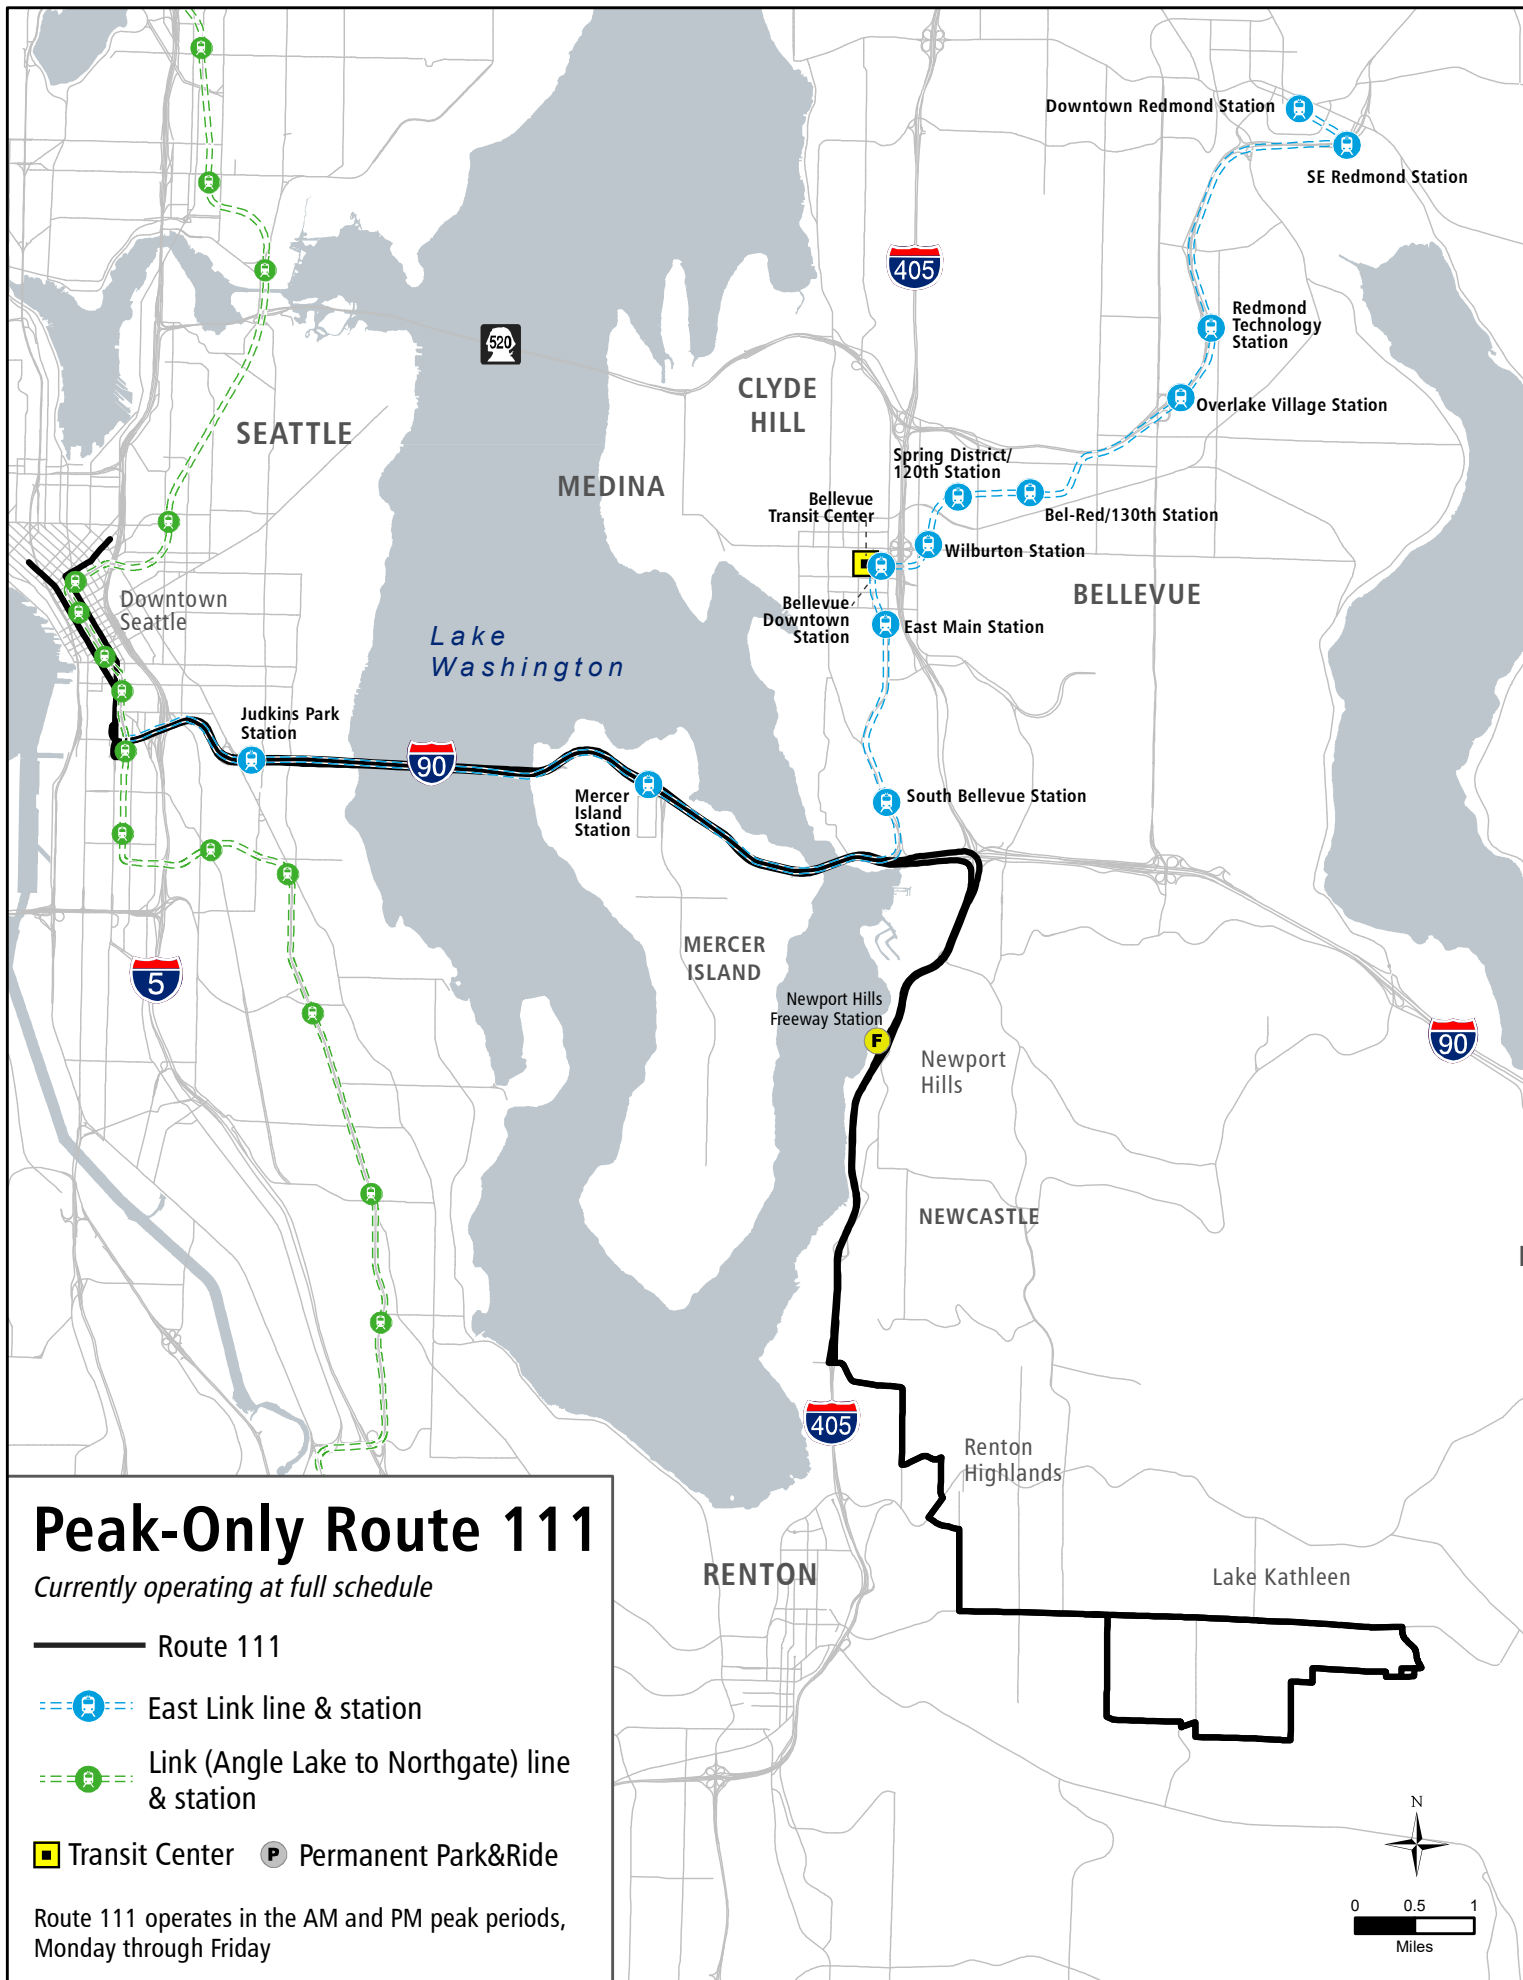 Downtown Redmond Station
SE Redmond Station
405
Redmond
Technology
Station
520
CLYDE
HILL
Overlake Village Station
SEATTLE
Spring District/
120th Station
MEDINA
Bellevue
Transit Center
Bel-Red/130th Station
Wilburton Station
BELLEVUE
Downtown
Seattle
Bellevue
Downtown
Station
East Main Station
Lake
Washington
Judkins Park
Station
90
Mercer
Island
Station
South Bellevue Station
MERCER
ISLAND
5
Newport Hills
Freeway Station
F
Newport
Hills
90
NEWCASTLE
405
Renton
Highlands
RENTON
Lake Kathleen
Peak-Only Route 111
Currently operating at full schedule
Route 111
East Link line & station
Link (Angle Lake to Northgate) line
& station
Transit Center
P Permanent Park&Ride
Route 111 operates in the AM and PM peak periods,
Monday through Friday
N
0 0.5 1
Miles